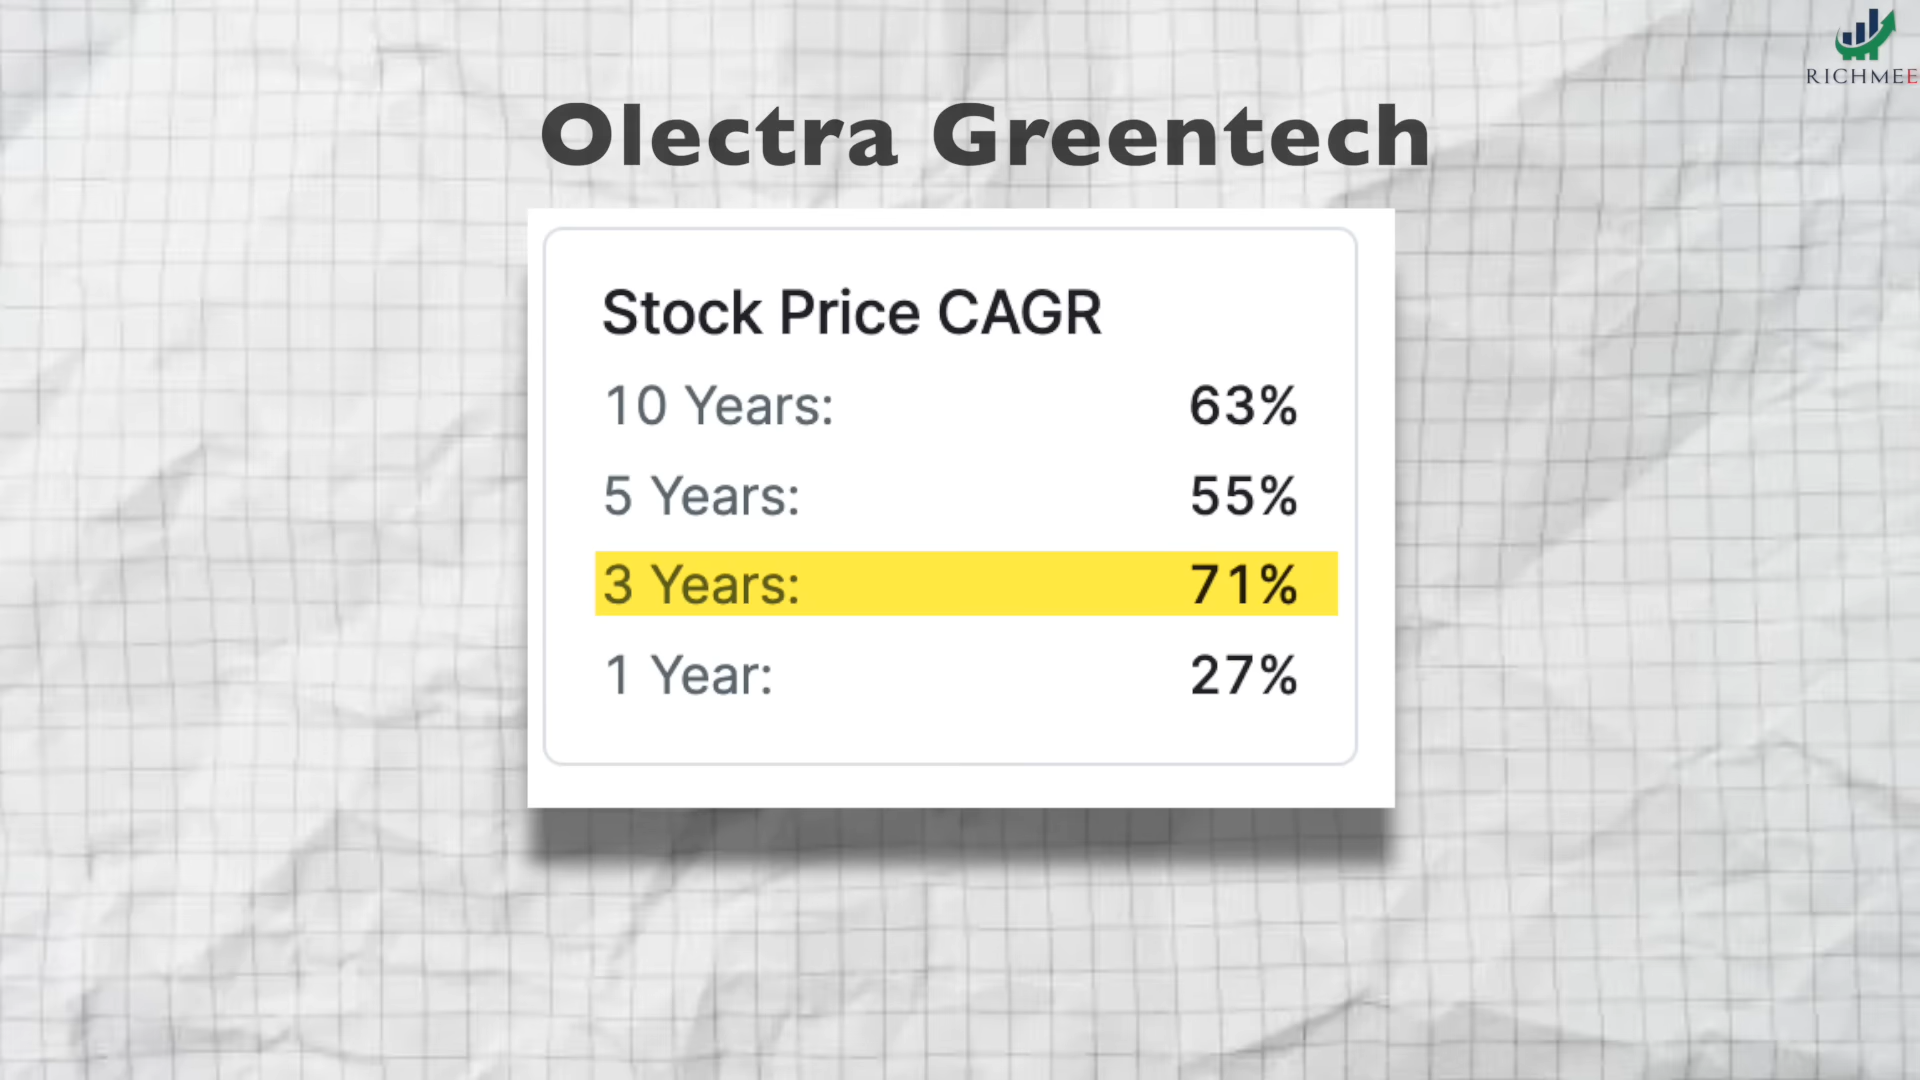 RICHMEE
Olectra Greentech
Stock Price CAGR
10 Years: 63%
5 Years: 55%
3 Years: 71%
1 Year: 27%